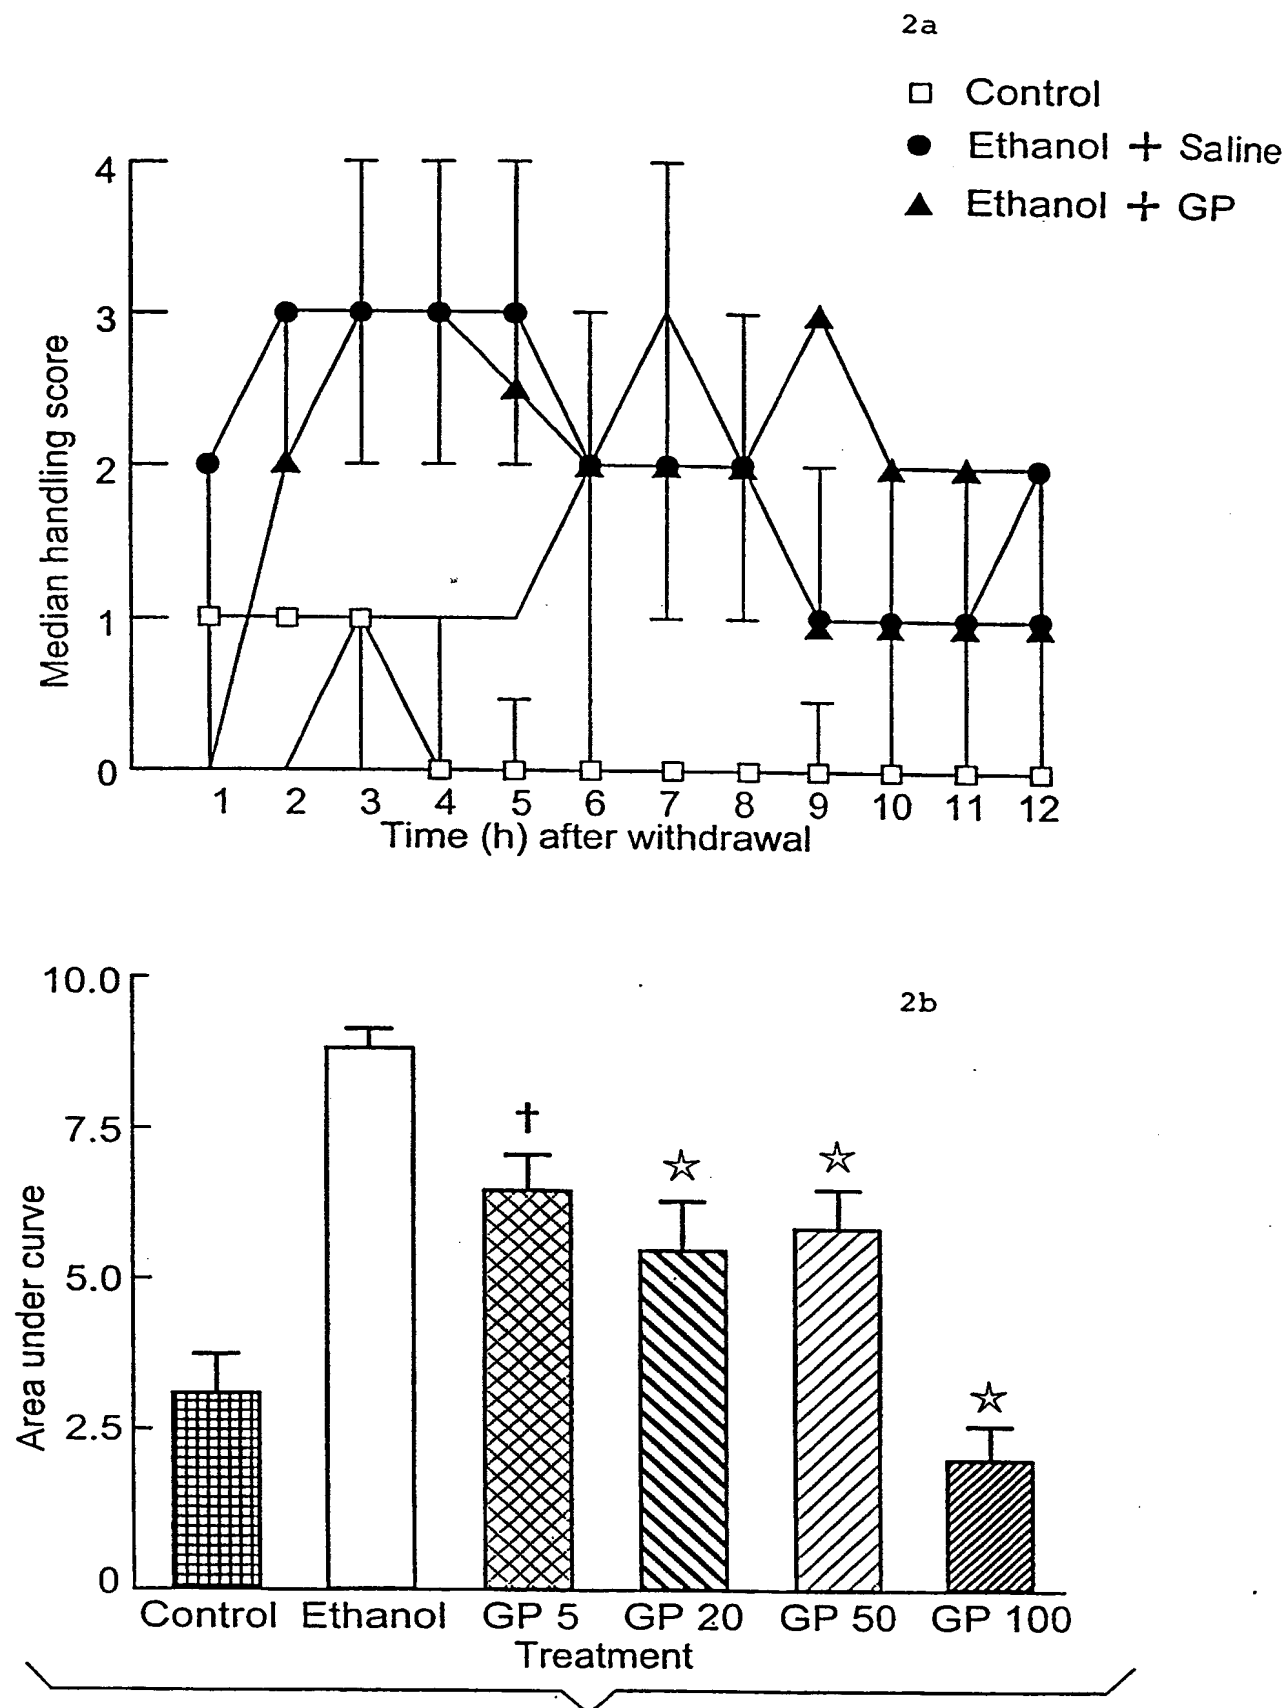 2a
Control
Ethanol + Saline
Ethanol + GP
Median handling score
4
3
2
1
0
1 2 3 4 5 6 7 8 9 10 11 12
Time (h) after withdrawal
2b
Area under curve
10.0
7.5
5.0
2.5
0
†
☆ ☆ ☆
Control Ethanol GP 5 GP 20 GP 50 GP 100
Treatment